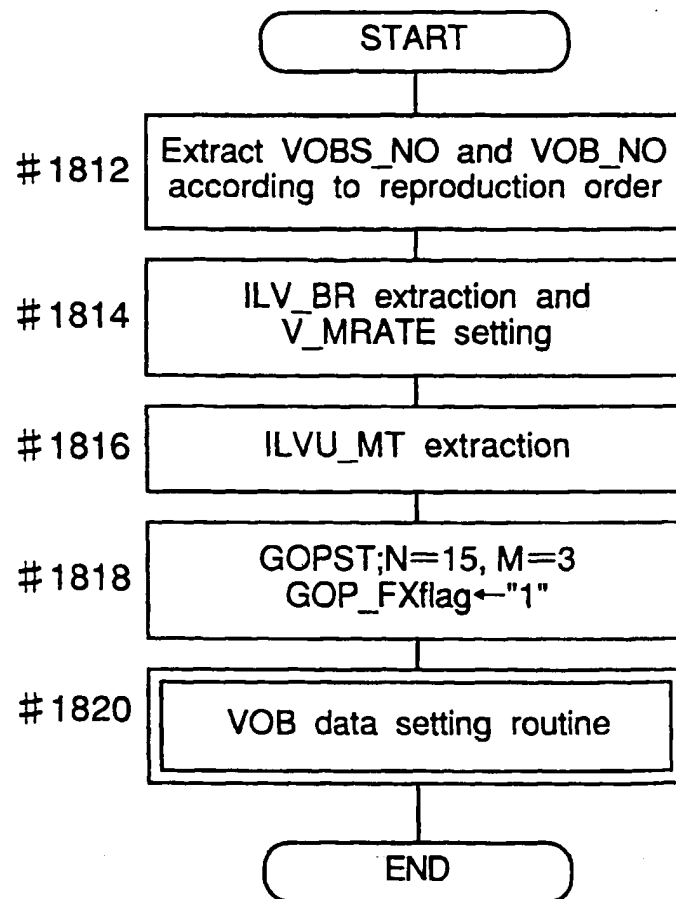 START
#1812
Extract VOBS_NO and VOB_NO
according to reproduction order
#1814
ILV_BR extraction and
V_MRATE setting
#1816
ILVU_MT extraction
#1818
GOPST;N=15, M=3
GOP_FXflag←"1"
#1820
VOB data setting routine
END